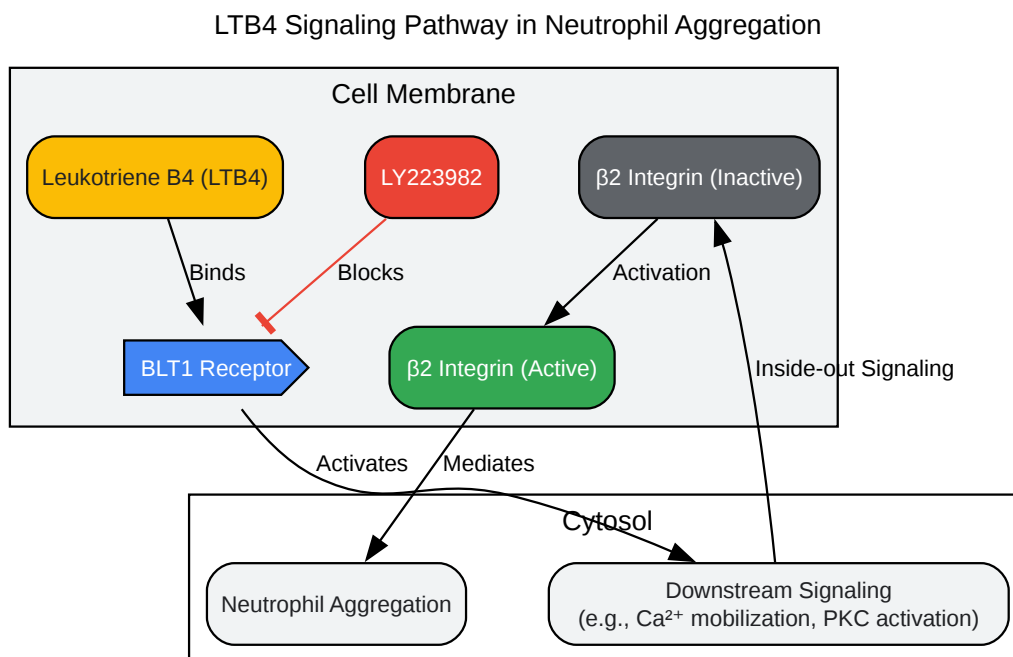 LTB4 Signaling Pathway in Neutrophil Aggregation
Cell Membrane
Leukotriene B4 (LTB4)
LY223982
β2 Integrin (Inactive)
Binds
Blocks
Activation
BLT1 Receptor
β2 Integrin (Active)
Inside-out Signaling
Activates
Mediates
Cytosol
Neutrophil Aggregation
Downstream Signaling
(e.g., Ca²⁺ mobilization, PKC activation)